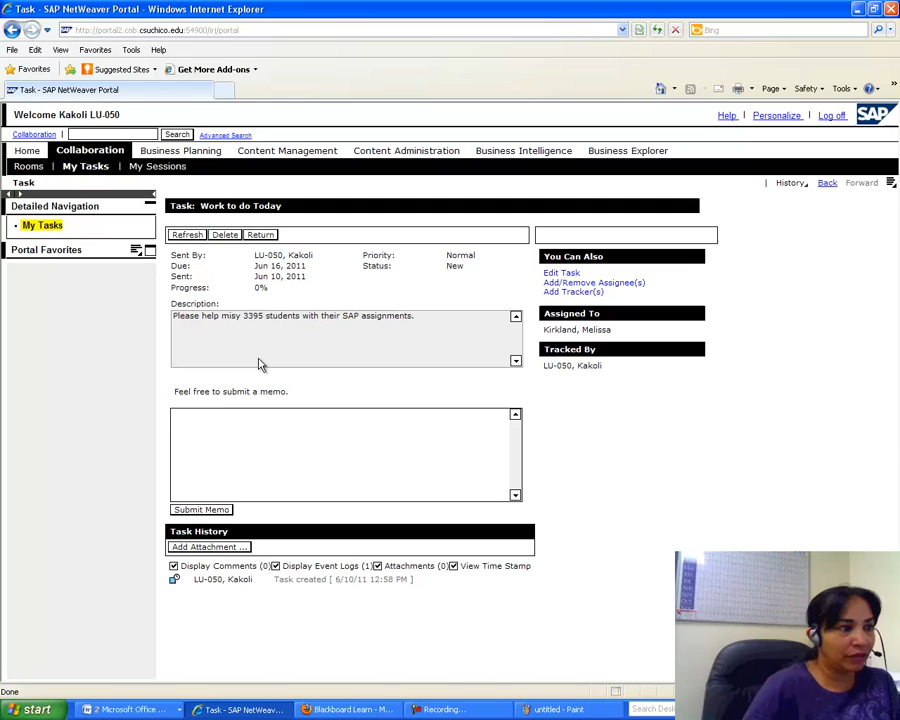 Task - SAP NetWeaver Portal - Windows Internet Explorer
http://portal2.cob.csuchico.edu:54900/irj/portal
Bing
File Edit View Favorites Tools Help
Favorites Suggested Sites Get More Add-ons
Task - SAP NetWeaver Portal
Page Safety Tools
Welcome Kakoli LU-050
Help Personalize Log off SAP
Collaboration Search Advanced Search
Home Collaboration Business Planning Content Management Content Administration Business Intelligence Business Explorer
Rooms My Tasks My Sessions
Task
History Back Forward
Detailed Navigation
My Tasks
Portal Favorites
Task: Work to do Today
Refresh Delete Return
Sent By: LU-050, Kakoli Priority: Normal
Due: Jun 16, 2011 Status: New
Sent: Jun 10, 2011
Progress: 0%
Description:
Please help misy 3395 students with their SAP assignments.
Feel free to submit a memo.
Submit Memo
Task History
Add Attachment ...
Display Comments (0) Display Event Logs (1) Attachments (0) View Time Stamp
LU-050, Kakoli Task created [ 6/10/11 12:58 PM ]
You Can Also
Edit Task
Add/Remove Assignee(s)
Add Tracker(s)
Assigned To
Kirkland, Melissa
Tracked By
LU-050, Kakoli
Done
start 2 Microsoft Office ... Task - SAP NetWeav... Blackboard Learn - M... Recording... untitled - Paint Search Des